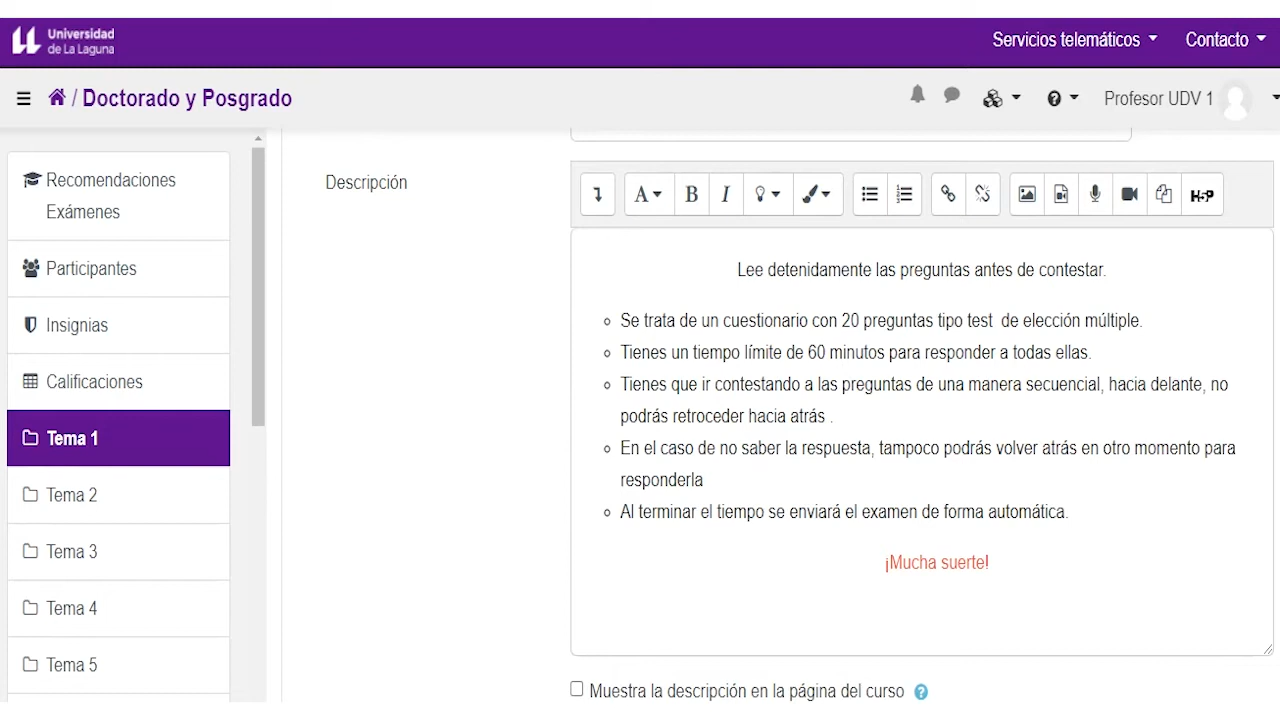 Universidad
de La Laguna
Servicios telemáticos
Contacto
/ Doctorado y Posgrado
Profesor UDV 1
Recomendaciones
Exámenes
Participantes
Insignias
Calificaciones
Tema 1
Tema 2
Tema 3
Tema 4
Tema 5
Descripción
A
B
I
H5P
Lee detenidamente las preguntas antes de contestar.
Se trata de un cuestionario con 20 preguntas tipo test de elección múltiple.
Tienes un tiempo límite de 60 minutos para responder a todas ellas.
Tienes que ir contestando a las preguntas de una manera secuencial, hacia delante, no
podrás retroceder hacia atrás .
En el caso de no saber la respuesta, tampoco podrás volver atrás en otro momento para
responderla
Al terminar el tiempo se enviará el examen de forma automática.
¡Mucha suerte!
Muestra la descripción en la página del curso